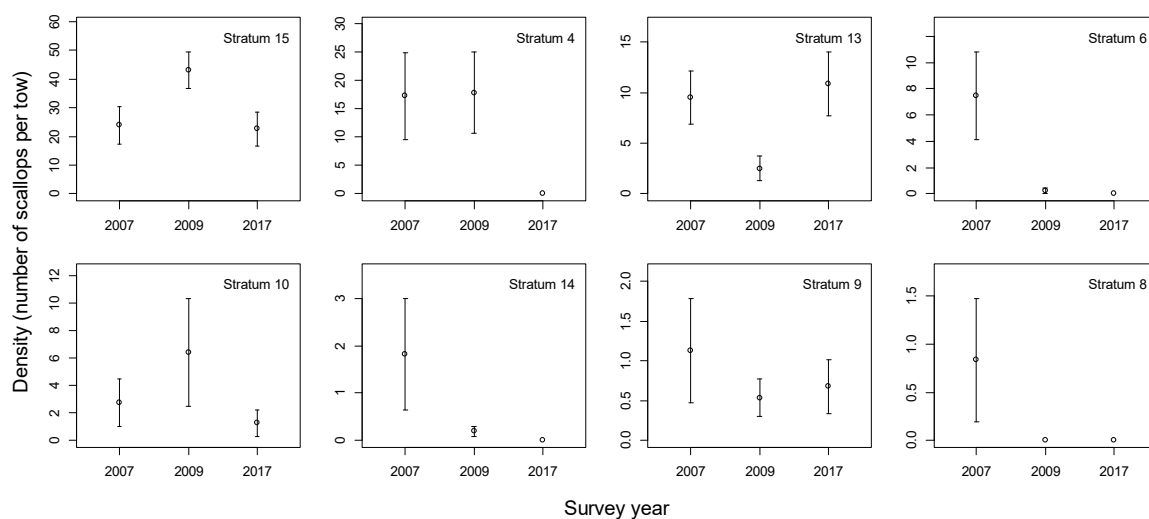 Density (number of scallops per tow)
Stratum 15
60
50
40
30
20
10
0
2007 2009 2017
Stratum 4
30
25
20
15
10
5
0
2007 2009 2017
Stratum 13
15
10
5
0
2007 2009 2017
Stratum 6
12
10
8
6
4
2
0
2007 2009 2017
Stratum 10
12
10
8
6
4
2
0
2007 2009 2017
Stratum 14
3
2
1
0
2007 2009 2017
Stratum 9
2.0
1.5
1.0
0.5
0.0
2007 2009 2017
Stratum 8
1.5
1.0
0.5
0.0
2007 2009 2017
Survey year